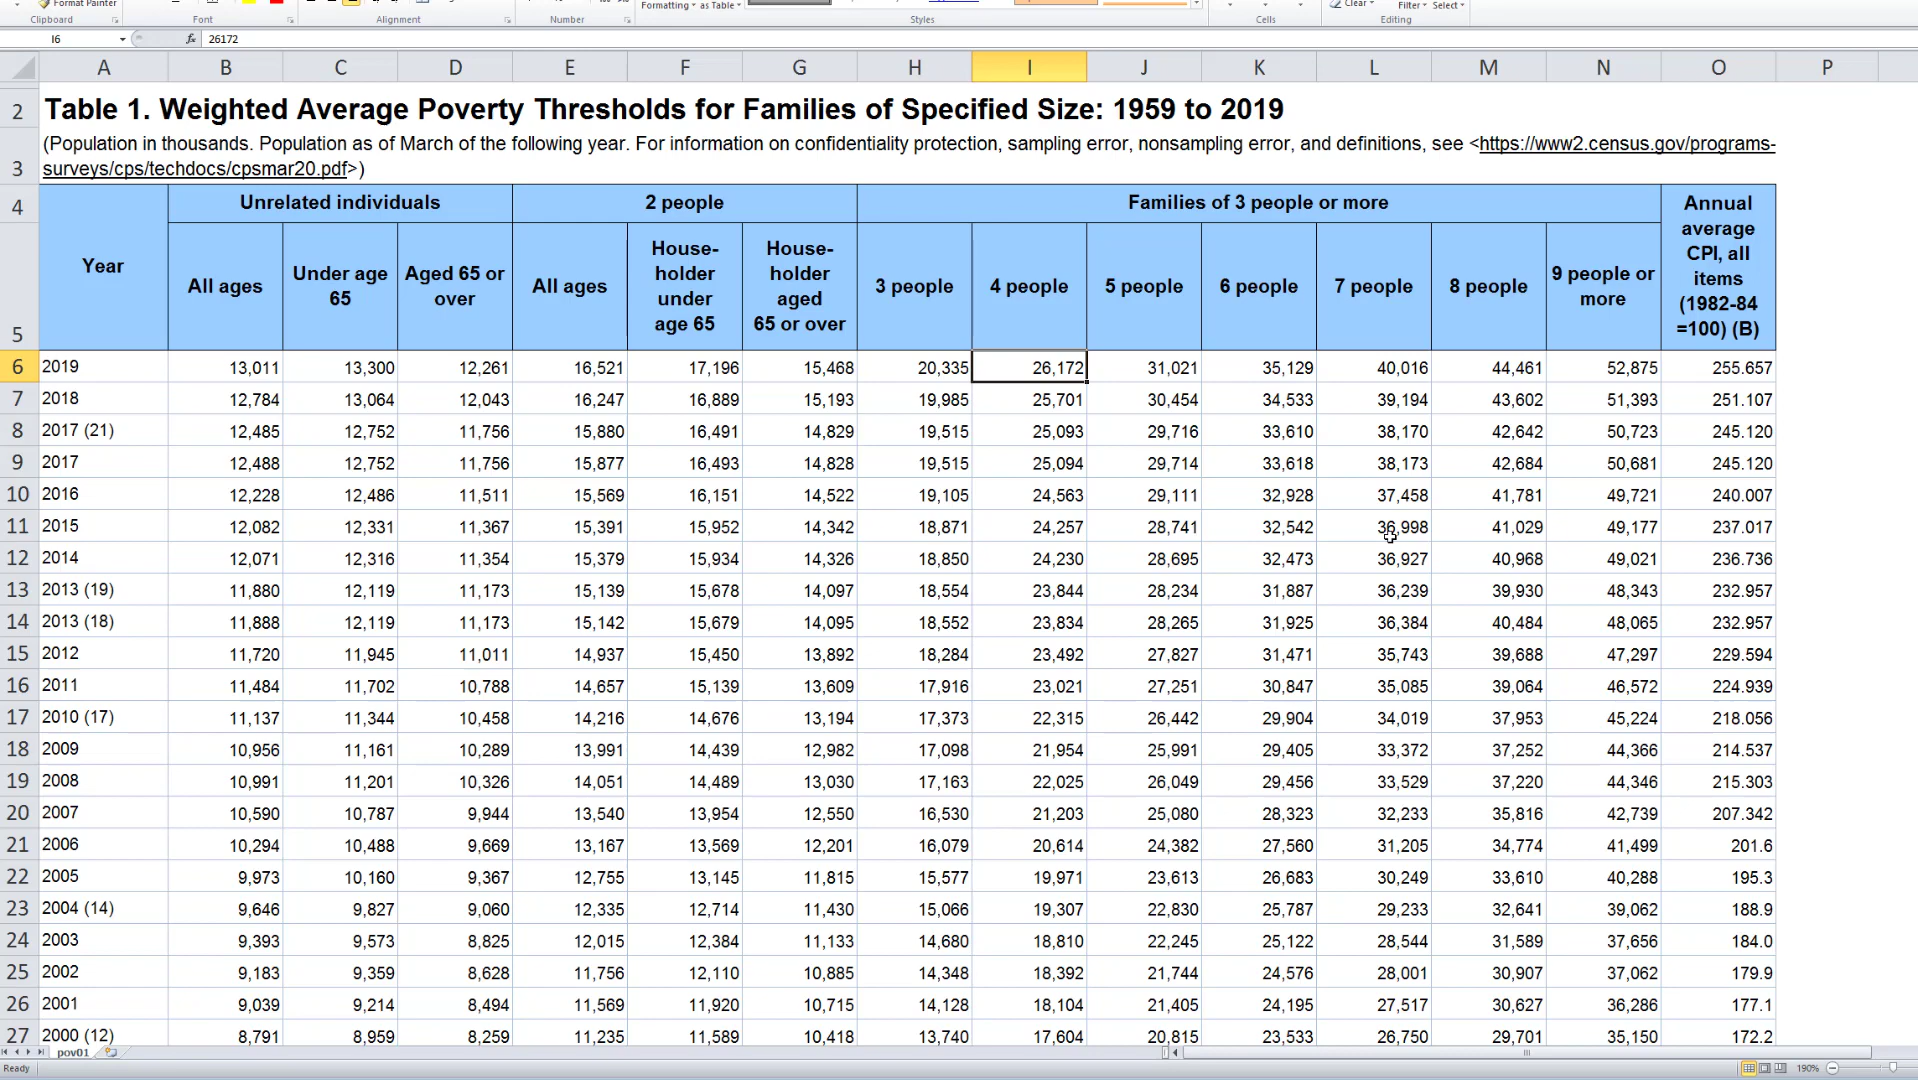 Format Painter
Formatting as Table
Clear
Filter Select
Clipboard Font Alignment Number Styles Cells Editing
I6 fx 26172
A B C D E F G H I J K L M N O P
2 Table 1. Weighted Average Poverty Thresholds for Families of Specified Size: 1959 to 2019
(Population in thousands. Population as of March of the following year. For information on confidentiality protection, sampling error, nonsampling error, and definitions, see <https://www2.census.gov/programs-
3 surveys/cps/techdocs/cpsmar20.pdf>)
4 Unrelated individuals 2 people Families of 3 people or more
5 Year All ages Under age 65 Aged 65 or over All ages House-holder under age 65 House-holder aged 65 or over 3 people 4 people 5 people 6 people 7 people 8 people 9 people or more Annual average CPI, all items (1982-84 =100) (B)
6 2019 13,011 13,300 12,261 16,521 17,196 15,468 20,335 26,172 31,021 35,129 40,016 44,461 52,875 255.657
7 2018 12,784 13,064 12,043 16,247 16,889 15,193 19,985 25,701 30,454 34,533 39,194 43,602 51,393 251.107
8 2017 (21) 12,485 12,752 11,756 15,880 16,491 14,829 19,515 25,093 29,716 33,610 38,170 42,642 50,723 245.120
9 2017 12,488 12,752 11,756 15,877 16,493 14,828 19,515 25,094 29,714 33,618 38,173 42,684 50,681 245.120
10 2016 12,228 12,486 11,511 15,569 16,151 14,522 19,105 24,563 29,111 32,928 37,458 41,781 49,721 240.007
11 2015 12,082 12,331 11,367 15,391 15,952 14,342 18,871 24,257 28,741 32,542 36,998 41,029 49,177 237.017
12 2014 12,071 12,316 11,354 15,379 15,934 14,326 18,850 24,230 28,695 32,473 36,927 40,968 49,021 236.736
13 2013 (19) 11,880 12,119 11,173 15,139 15,678 14,097 18,554 23,844 28,234 31,887 36,239 39,930 48,343 232.957
14 2013 (18) 11,888 12,119 11,173 15,142 15,679 14,095 18,552 23,834 28,265 31,925 36,384 40,484 48,065 232.957
15 2012 11,720 11,945 11,011 14,937 15,450 13,892 18,284 23,492 27,827 31,471 35,743 39,688 47,297 229.594
16 2011 11,484 11,702 10,788 14,657 15,139 13,609 17,916 23,021 27,251 30,847 35,085 39,064 46,572 224.939
17 2010 (17) 11,137 11,344 10,458 14,216 14,676 13,194 17,373 22,315 26,442 29,904 34,019 37,953 45,224 218.056
18 2009 10,956 11,161 10,289 13,991 14,439 12,982 17,098 21,954 25,991 29,405 33,372 37,252 44,366 214.537
19 2008 10,991 11,201 10,326 14,051 14,489 13,030 17,163 22,025 26,049 29,456 33,529 37,220 44,346 215.303
20 2007 10,590 10,787 9,944 13,540 13,954 12,550 16,530 21,203 25,080 28,323 32,233 35,816 42,739 207.342
21 2006 10,294 10,488 9,669 13,167 13,569 12,201 16,079 20,614 24,382 27,560 31,205 34,774 41,499 201.6
22 2005 9,973 10,160 9,367 12,755 13,145 11,815 15,577 19,971 23,613 26,683 30,249 33,610 40,288 195.3
23 2004 (14) 9,646 9,827 9,060 12,335 12,714 11,430 15,066 19,307 22,830 25,787 29,233 32,641 39,062 188.9
24 2003 9,393 9,573 8,825 12,015 12,384 11,133 14,680 18,810 22,245 25,122 28,544 31,589 37,656 184.0
25 2002 9,183 9,359 8,628 11,756 12,110 10,885 14,348 18,392 21,744 24,576 28,001 30,907 37,062 179.9
26 2001 9,039 9,214 8,494 11,569 11,920 10,715 14,128 18,104 21,405 24,195 27,517 30,627 36,286 177.1
27 2000 (12) 8,791 8,959 8,259 11,235 11,589 10,418 13,740 17,604 20,815 23,533 26,750 29,701 35,150 172.2
pov01
Ready 190%